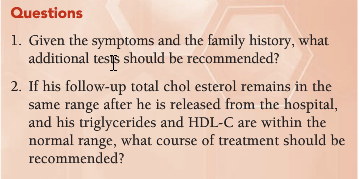 Questions
1. Given the symptoms and the family history, what
additional tests should be recommended?
2. If his follow-up total chol esterol remains in the
same range after he is released from the hospital,
and his triglycerides and HDL-C are within the
normal range, what course of treatment should be
recommended?